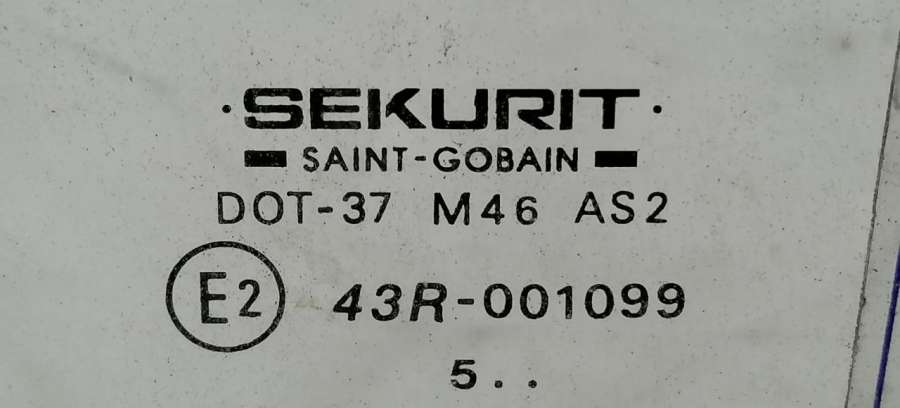 ·SEKURIT·
SAINT-GOBAIN
DOT-37 M46 AS2
E2 43R-001099
5..